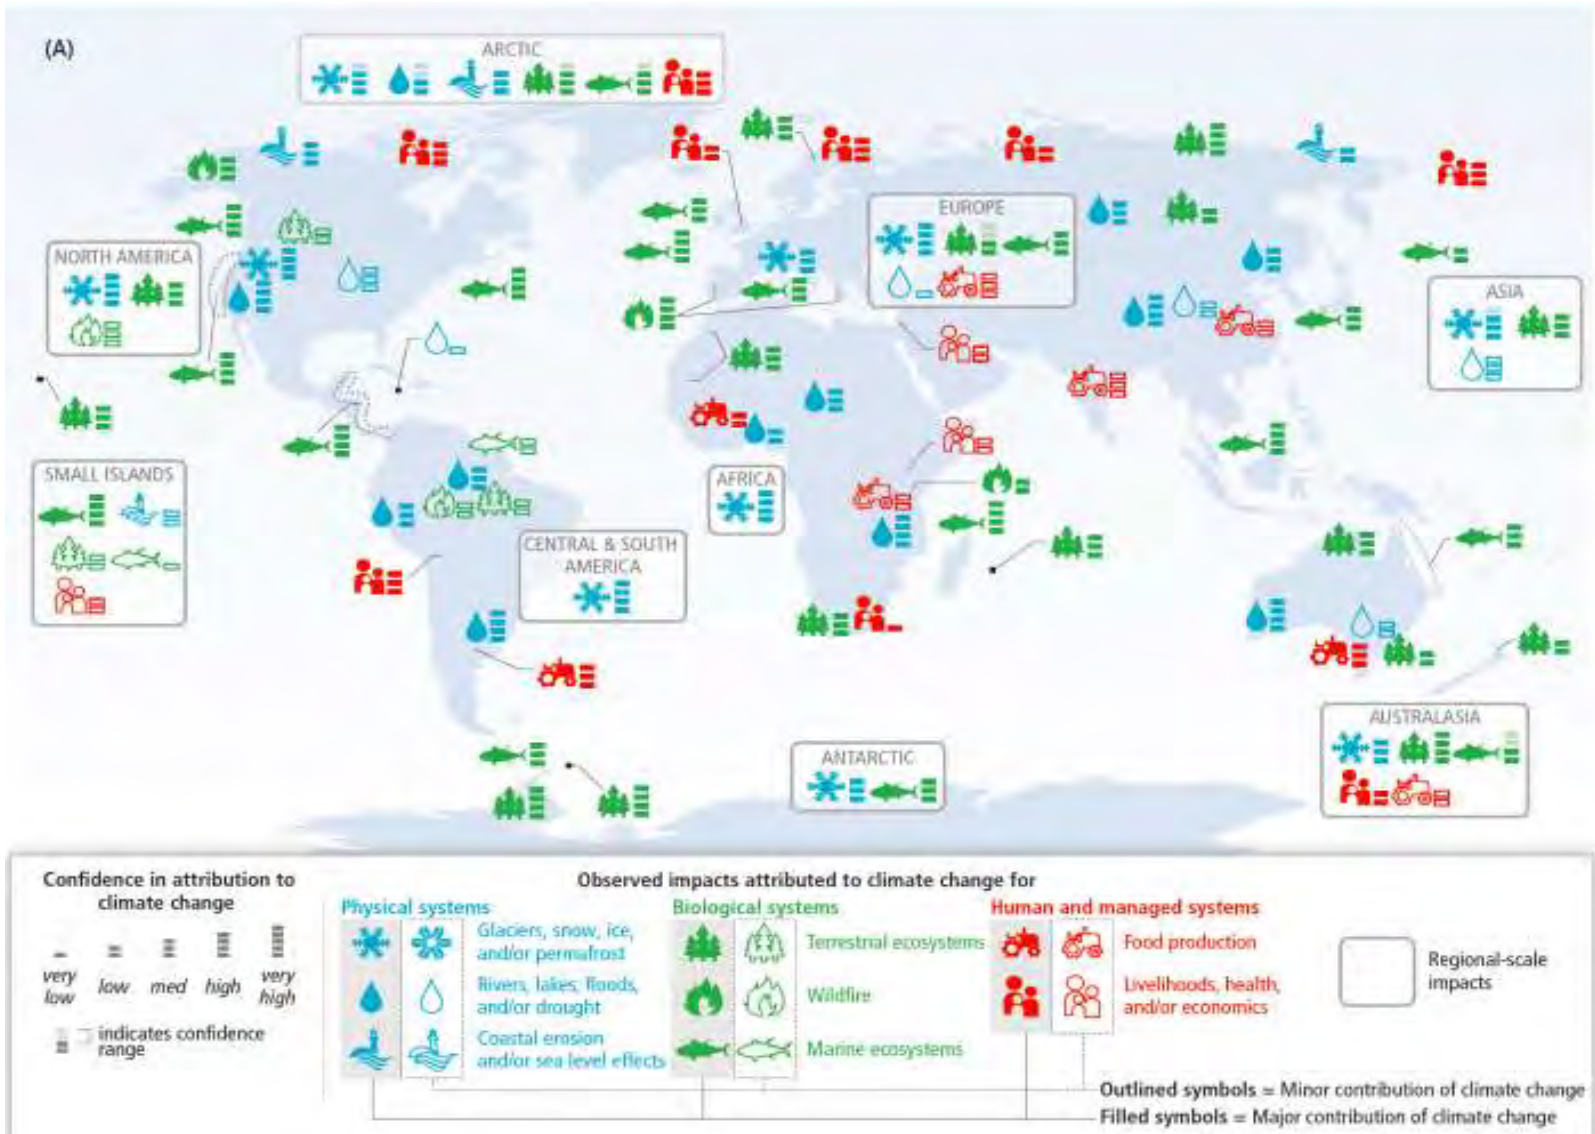 (A)
ARCTIC
EUROPE
NORTH AMERICA
ASIA
SMALL ISLANDS
AFRICA
CENTRAL & SOUTH
AMERICA
AUSTRALASIA
ANTARCTIC
Confidence in attribution to
climate change
very
low
low
med
high
very
high
indicates confidence
range
Observed impacts attributed to climate change for
Physical systems
Glaciers, snow, ice,
and/or permafrost
Rivers, lakes, floods,
and/or drought
Coastal erosion
and/or sea level effects
Biological systems
Terrestrial ecosystems
Wildfire
Marine ecosystems
Human and managed systems
Food production
Livelihoods, health,
and/or economics
Regional-scale
impacts
Outlined symbols = Minor contribution of climate change
Filled symbols = Major contribution of climate change